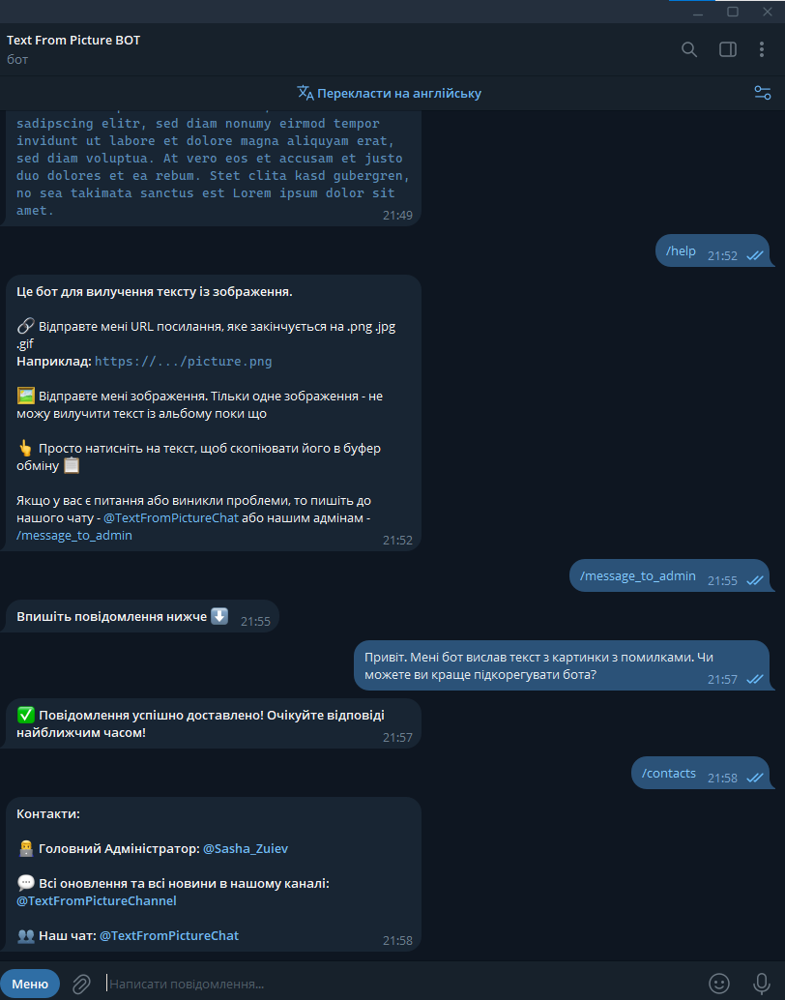 Text From Picture BOT
бот
Перекласти на англійську
sadipscing elitr, sed diam nonumy eirmod tempor
invidunt ut labore et dolore magna aliquyam erat,
sed diam voluptua. At vero eos et accusam et justo
duo dolores et ea rebum. Stet clita kasd gubergren,
no sea takimata sanctus est Lorem ipsum dolor sit
amet.
21:49
/help 21:52
Це бот для вилучення тексту із зображення.
Відправте мені URL посилання, яке закінчується на .png .jpg
.gif
Наприклад: https://.../picture.png
Відправте мені зображення. Тільки одне зображення - не
можу вилучити текст із альбому поки що
Просто натисніть на текст, щоб скопіювати його в буфер
обміну
Якщо у вас є питання або виникли проблеми, то пишіть до
нашого чату - @TextFromPictureChat або нашим адмінам -
/message_to_admin
21:52
/message_to_admin 21:55
Впишіть повідомлення нижче 21:55
Привіт. Мені бот вислав текст з картинки з помилками. Чи
можете ви краще підкорегувати бота?
21:57
Повідомлення успішно доставлено! Очікуйте відповіді
найближчим часом!
21:57
/contacts 21:58
Контакти:
Головний Адміністратор: @Sasha_Zuiev
Всі оновлення та всі новини в нашому каналі:
@TextFromPictureChannel
Наш чат: @TextFromPictureChat
21:58
Меню
Написати повідомлення...